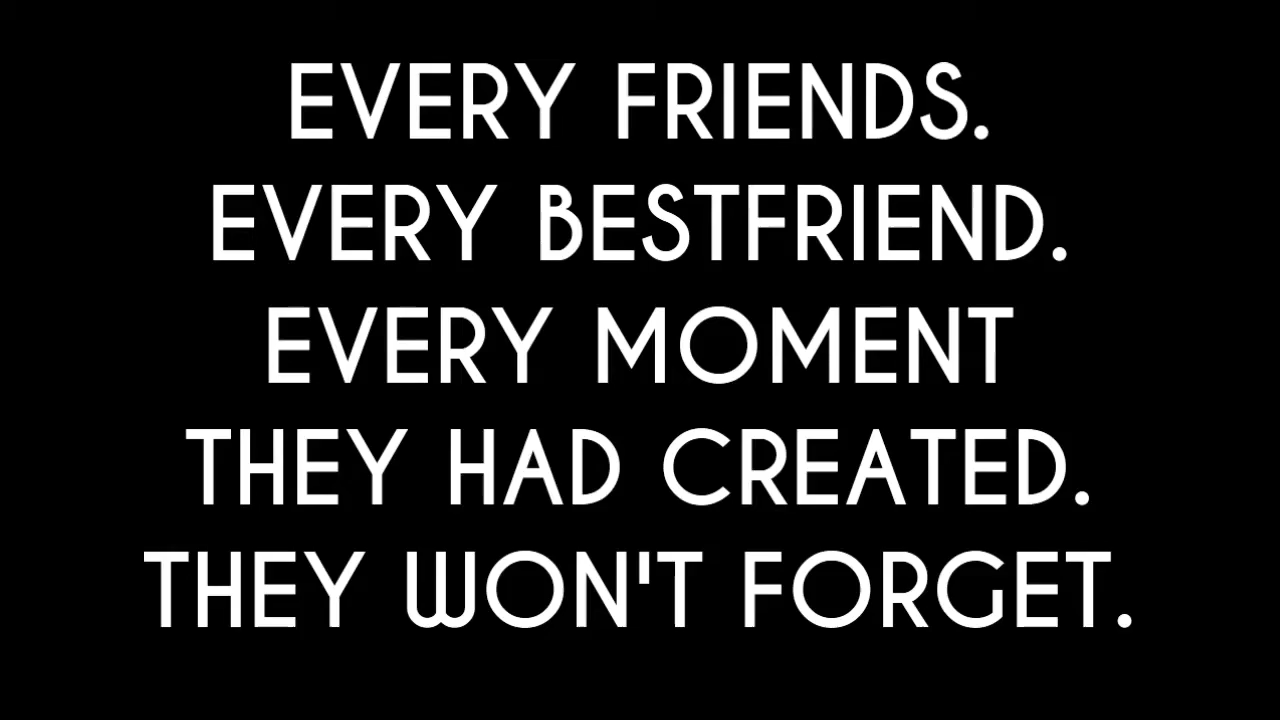 EVERY FRIENDS.
EVERY BESTFRIEND.
EVERY MOMENT
THEY HAD CREATED.
THEY WON'T FORGET.